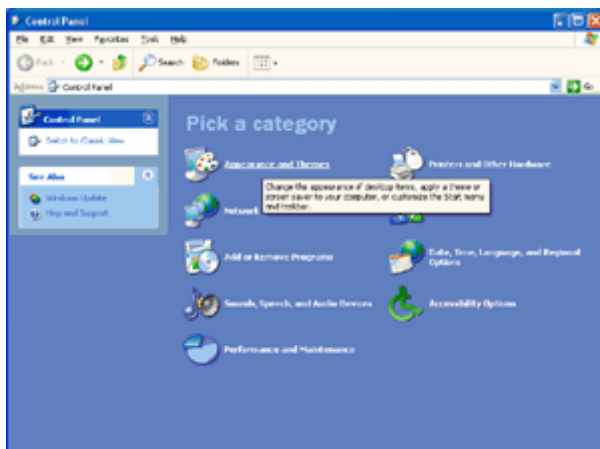 Control Panel
File Edit View Favorites Tools Help
Back Search Folders
Address Control Panel Go
Control Panel
Switch to Classic View
See Also
Windows Update
Help and Support
Pick a category
Appearance and Themes
Printers and Other Hardware
Change the appearance of desktop items, apply a theme or
screen saver to your computer, or customize the Start menu
and taskbar.
Network
Add or Remove Programs
Date, Time, Language, and Regional
Options
Sounds, Speech, and Audio Devices
Accessibility Options
Performance and Maintenance